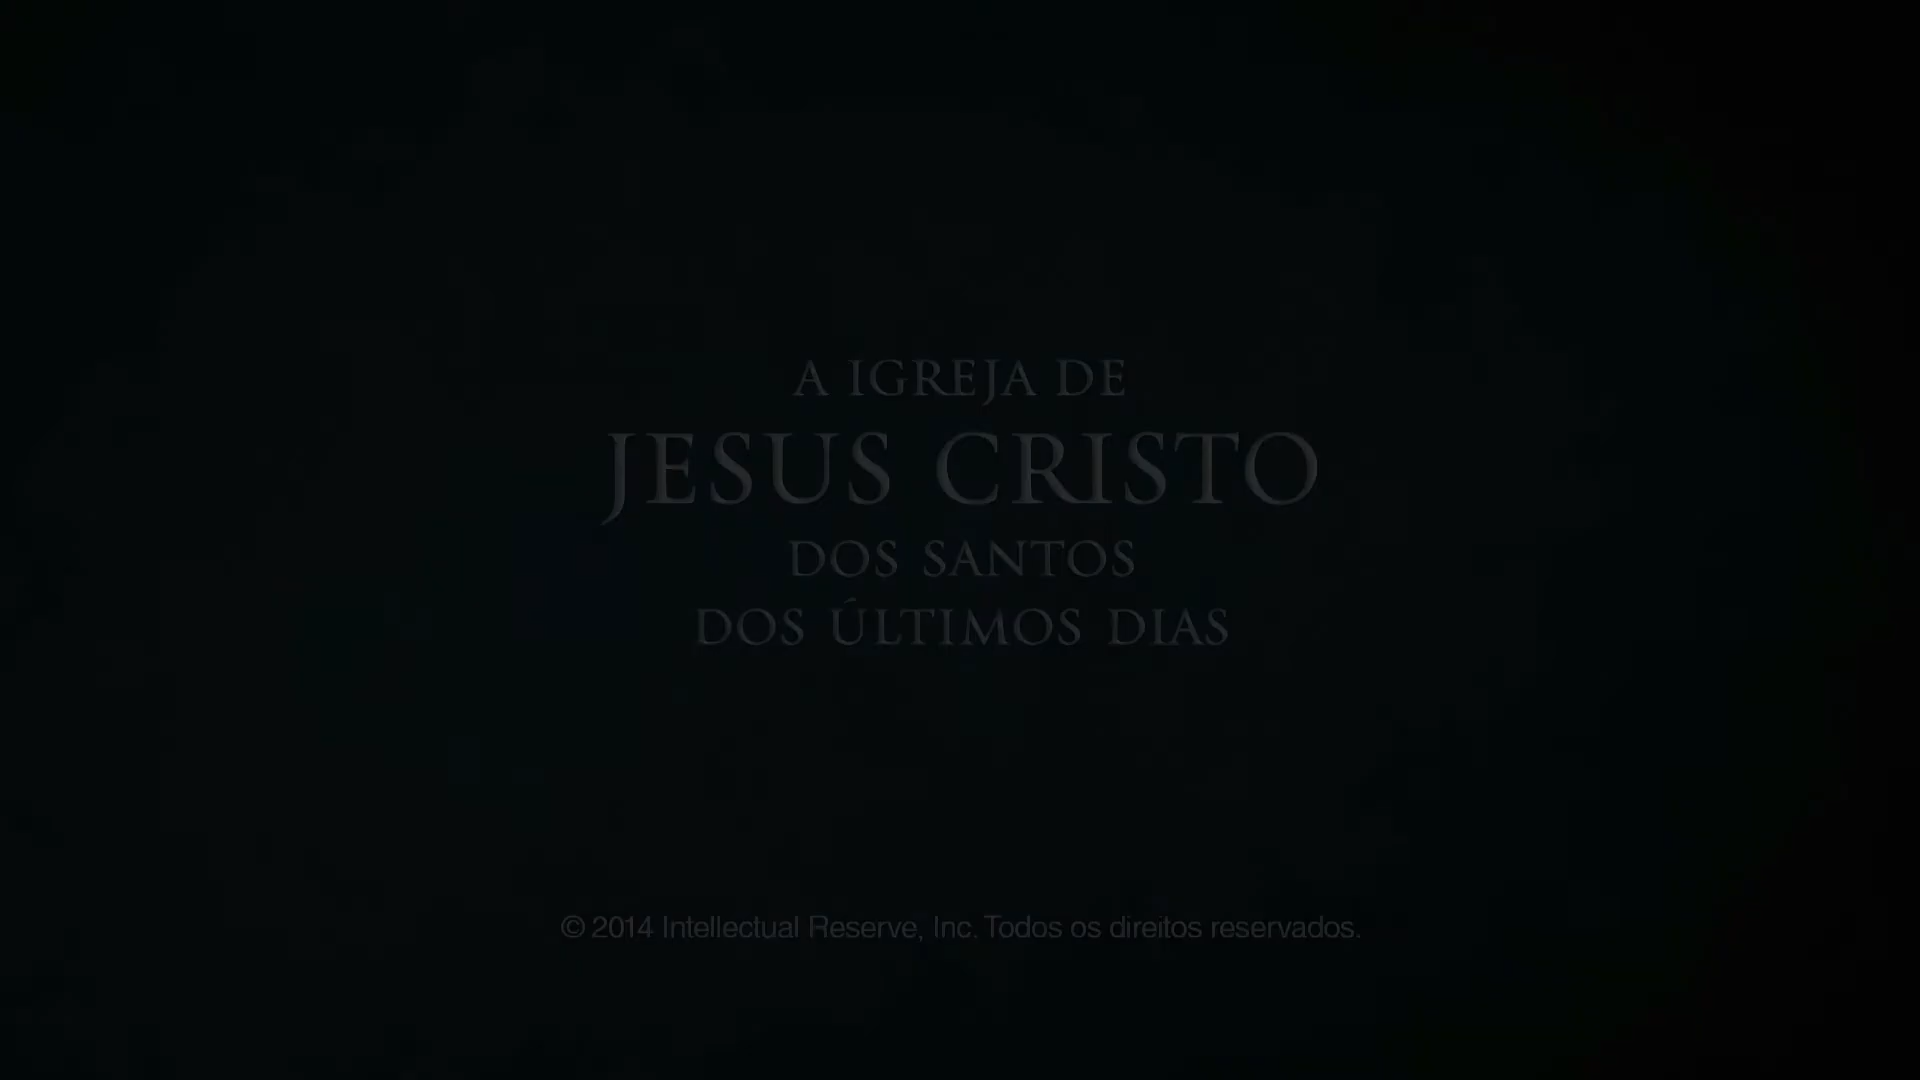 A IGREJA DE
JESUS CRISTO
DOS SANTOS
DOS ÚLTIMOS DIAS
© 2014 Intellectual Reserve, Inc. Todos os direitos reservados.